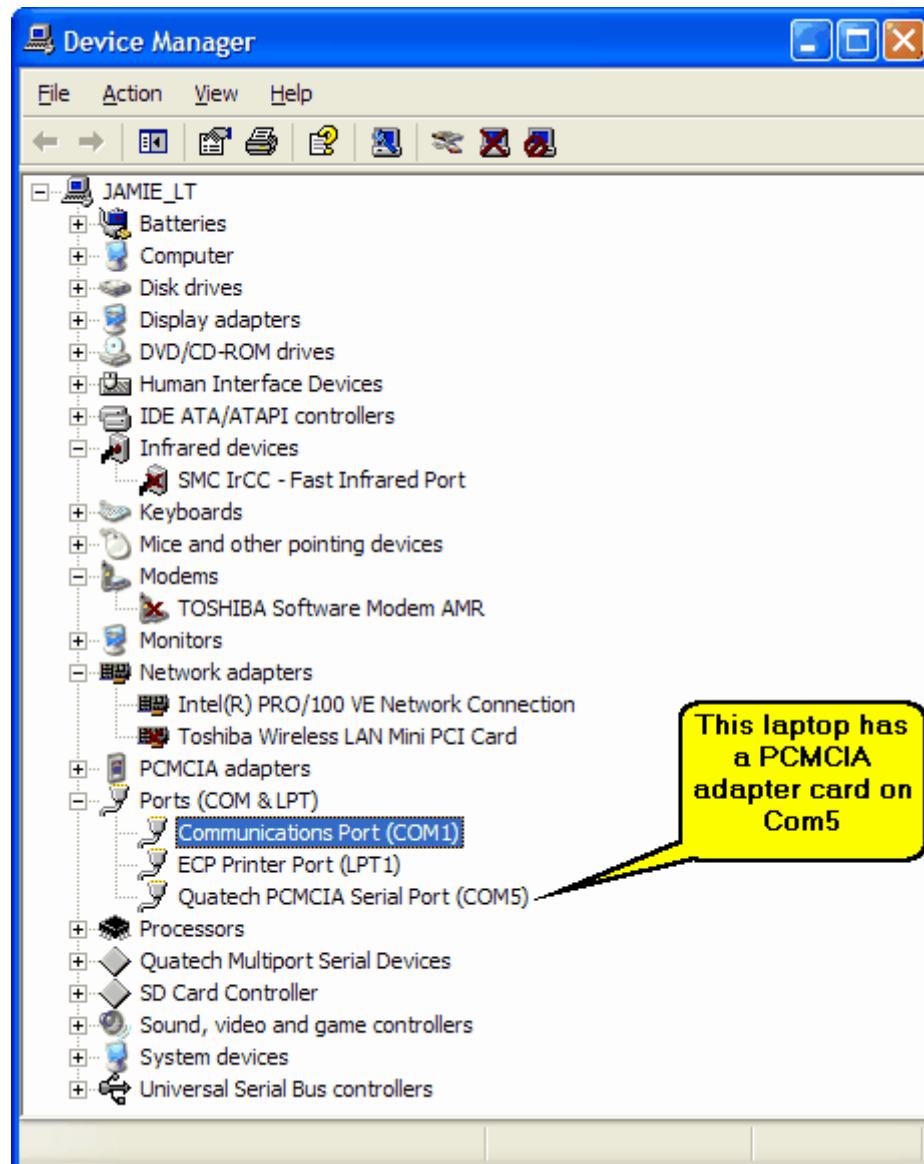 Device Manager
File Action View Help
JAMIE_LT
Batteries
Computer
Disk drives
Display adapters
DVD/CD-ROM drives
Human Interface Devices
IDE ATA/ATAPI controllers
Infrared devices
SMC IrCC - Fast Infrared Port
Keyboards
Mice and other pointing devices
Modems
TOSHIBA Software Modem AMR
Monitors
Network adapters
Intel(R) PRO/100 VE Network Connection
Toshiba Wireless LAN Mini PCI Card
PCMCIA adapters
Ports (COM & LPT)
Communications Port (COM1)
ECP Printer Port (LPT1)
Quatech PCMCIA Serial Port (COM5)
Processors
Quatech Multiport Serial Devices
SD Card Controller
Sound, video and game controllers
System devices
Universal Serial Bus controllers
This laptop has
a PCMCIA
adapter card on
Com5